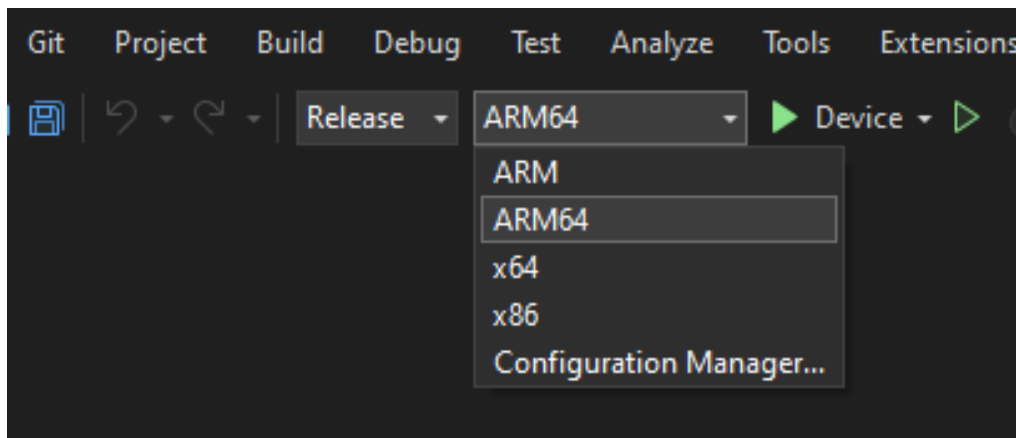 Git Project Build Debug Test Analyze Tools Extensions
Release ARM64 Device
ARM
ARM64
x64
x86
Configuration Manager...